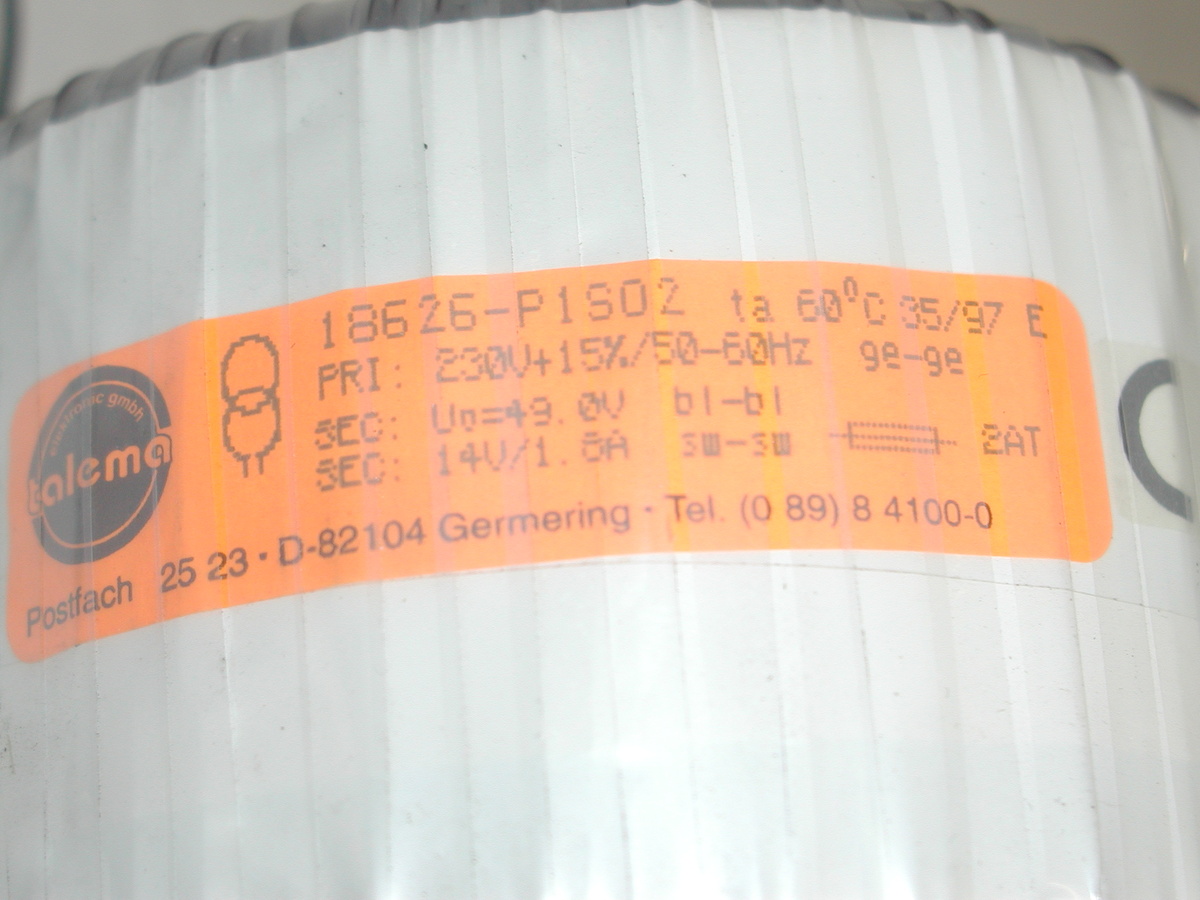 elektronic gmbh
talema
18626-P1S02 ta 60°C 35/97 E
PRI: 230V+15%/50-60Hz ge-ge
SEC: Uo=49.0V bl-bl
SEC: 14V/1.8A sw-sw 2AT
Postfach 25 23 · D-82104 Germering · Tel. (0 89) 8 4100-0